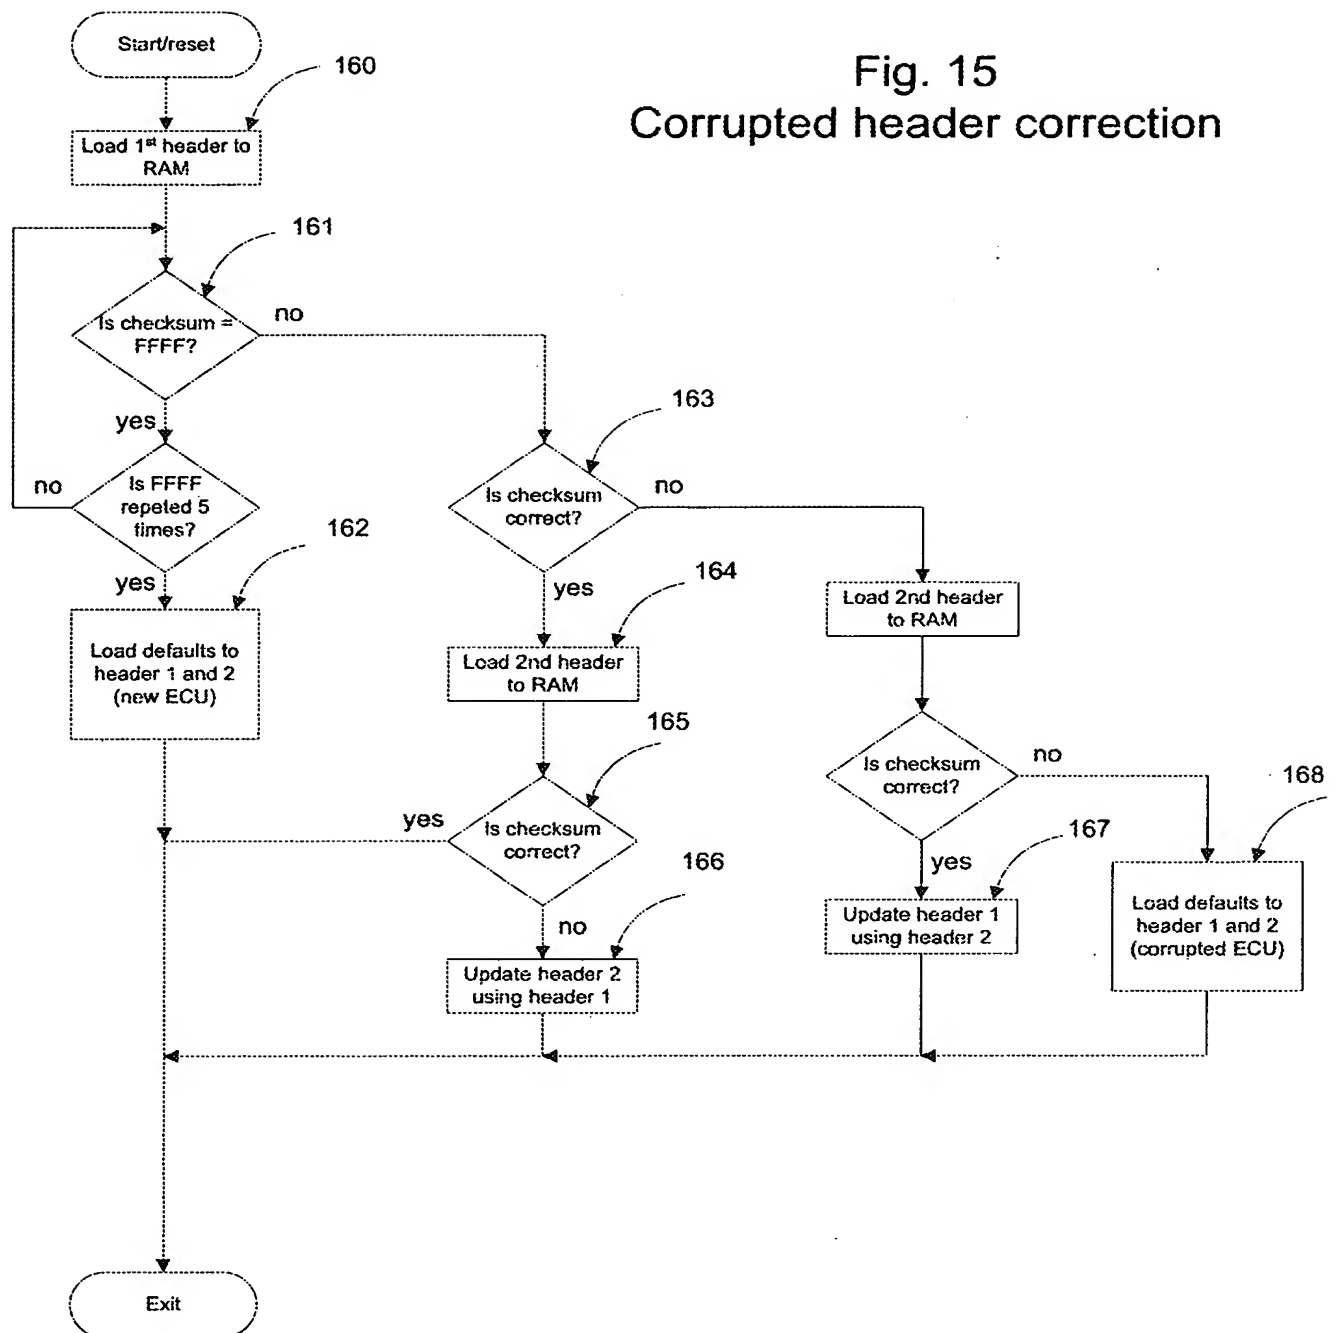 Fig. 15
Corrupted header correction
Start/reset
160
Load 1st header to
RAM
161
Is checksum =
FFFF?
no
yes
Is FFFF
repeted 5
times?
no
yes
162
Load defaults to
header 1 and 2
(new ECU)
163
Is checksum
correct?
no
yes
164
Load 2nd header
to RAM
165
Is checksum
correct?
yes
no
166
Update header 2
using header 1
Load 2nd header
to RAM
Is checksum
correct?
no
yes
167
Update header 1
using header 2
168
Load defaults to
header 1 and 2
(corrupted ECU)
Exit